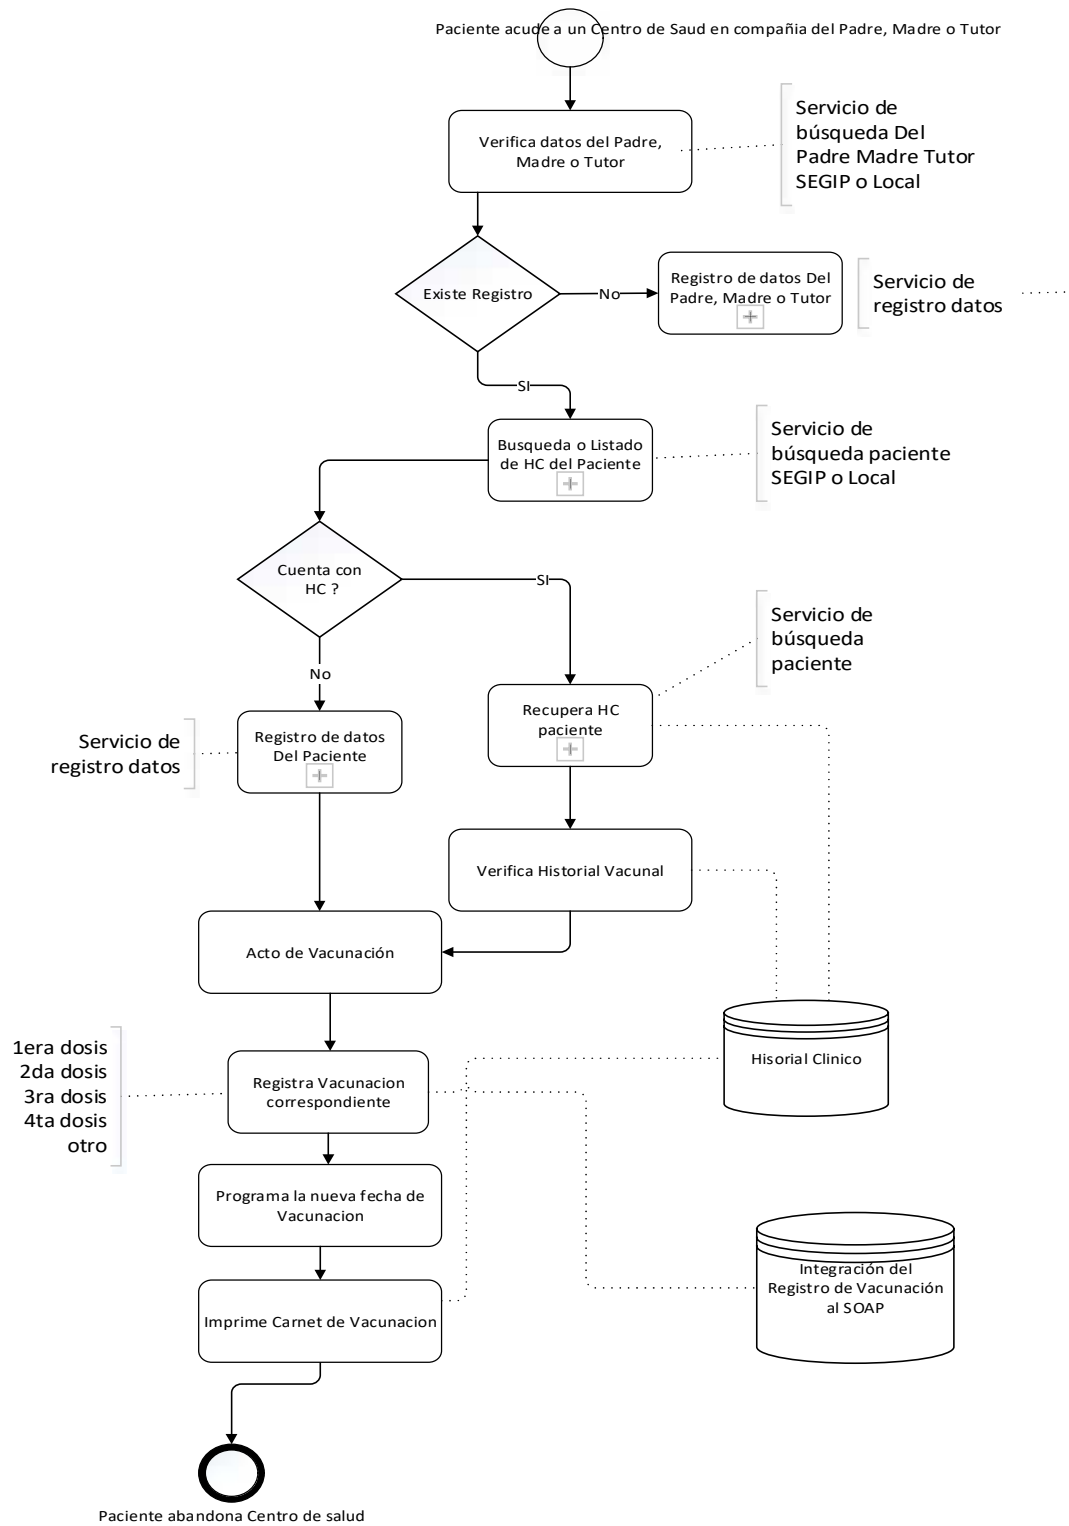 Paciente acude a un Centro de Saud en compañia del Padre, Madre o Tutor
Verifica datos del Padre,
Madre o Tutor
Servicio de
búsqueda Del
Padre Madre Tutor
SEGIP o Local
Existe Registro
No
Registro de datos Del
Padre, Madre o Tutor
Servicio de
registro datos
SI
Busqueda o Listado
de HC del Paciente
Servicio de
búsqueda paciente
SEGIP o Local
Cuenta con
HC ?
SI
No
Servicio de
búsqueda
paciente
Recupera HC
paciente
Servicio de
registro datos
Registro de datos
Del Paciente
Verifica Historial Vacunal
Acto de Vacunación
Hisorial Clinico
1era dosis
2da dosis
3ra dosis
4ta dosis
otro
Registra Vacunacion
correspondiente
Programa la nueva fecha de
Vacunacion
Integración del
Registro de Vacunación
al SOAP
Imprime Carnet de Vacunacion
Paciente abandona Centro de salud